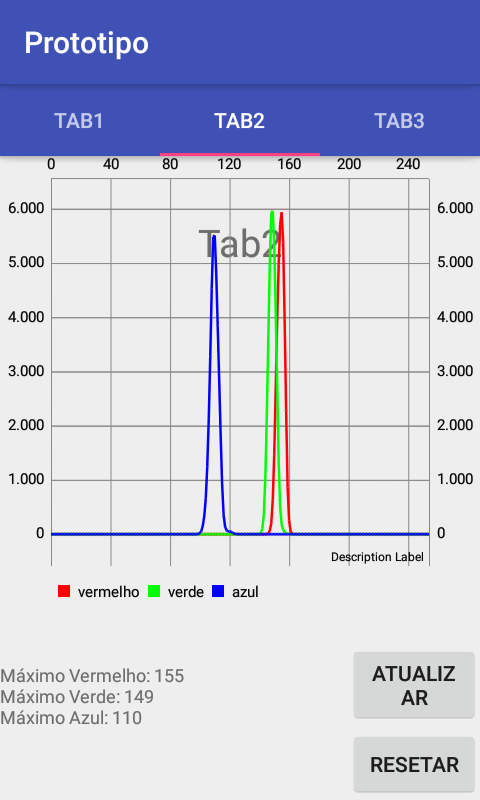 Prototipo
TAB1 TAB2 TAB3
0 40 80 120 160 200 240
6.000 6.000
Tab2
5.000 5.000
4.000 4.000
3.000 3.000
2.000 2.000
1.000 1.000
0 0
Description Label
vermelho verde azul
Máximo Vermelho: 155
Máximo Verde: 149
Máximo Azul: 110
ATUALIZ
AR
RESETAR